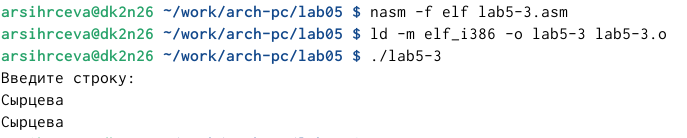 arsihrceva@dk2n26 ~/work/arch-pc/lab05 $ nasm -f elf lab5-3.asm
arsihrceva@dk2n26 ~/work/arch-pc/lab05 $ ld -m elf_i386 -o lab5-3 lab5-3.o
arsihrceva@dk2n26 ~/work/arch-pc/lab05 $ ./lab5-3
Введите строку:
Сырцева
Сырцева